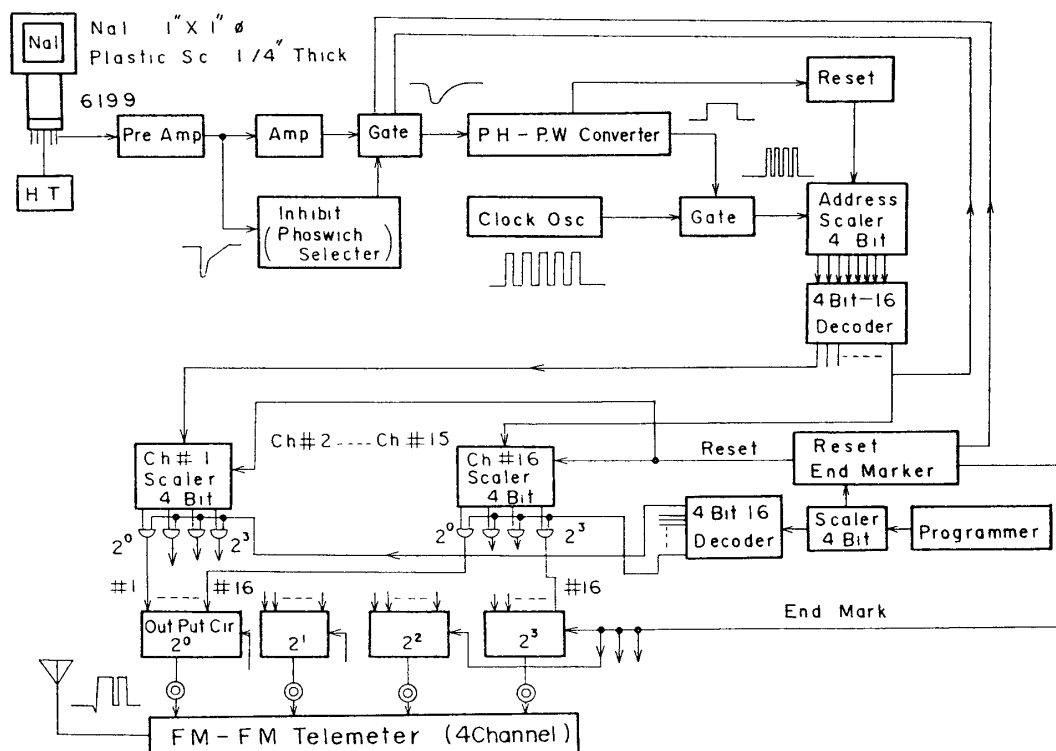 NaI 1"X 1"ø
NaI
Plastic Sc 1/4" Thick
6199
Pre Amp
Amp
Gate
PH-P.W Converter
Reset
H T
Inhibit
(Phoswich
Selecter)
Clock Osc
Gate
Address
Scaler
4 Bit
4Bit-16
Decoder
Ch#2 ---- Ch#15
Ch# 1
Scaler
4 Bit
Ch #16
Scaler
4 Bit
Reset
Reset
End Marker
4 Bit 16
Decoder
Scaler
4 Bit
Programmer
2⁰
2³
2⁰
2³
#1
#16
#16
End Mark
Out Put Cir
2⁰
2¹
2²
2³
FM-FM Telemeter (4Channel)